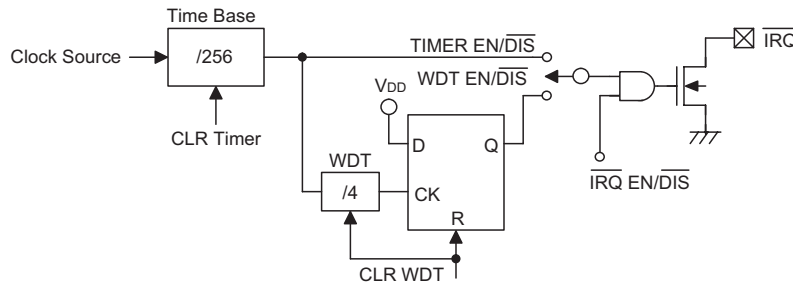 Time Base
Clock Source
/256
TIMER EN/DIS
IRQ
WDT EN/DIS
VDD
CLR Timer
D
Q
WDT
IRQ EN/DIS
/4
CK
R
CLR WDT